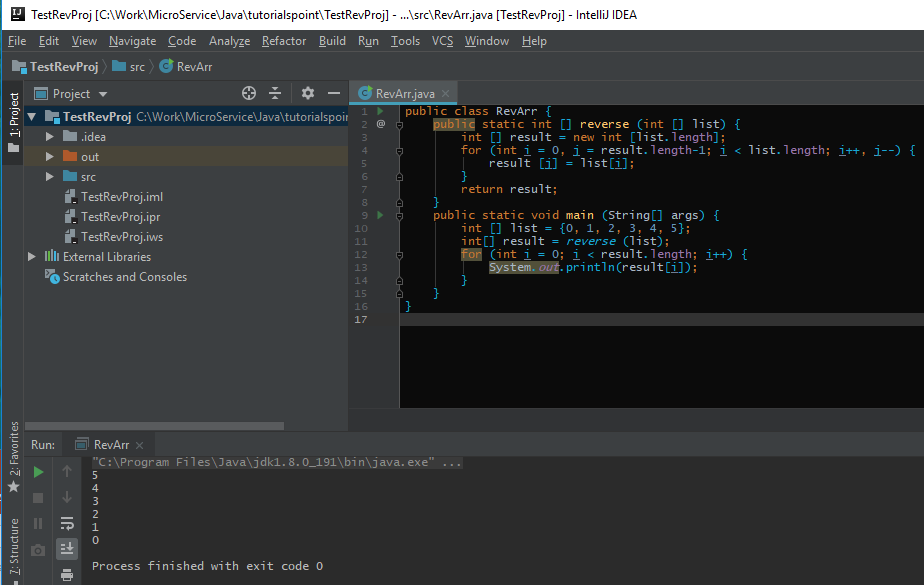 TestRevProj [C:\Work\MicroService\Java\tutorialspoint\TestRevProj] - ...\src\RevArr.java [TestRevProj] - IntelliJ IDEA
File Edit View Navigate Code Analyze Refactor Build Run Tools VCS Window Help
TestRevProj src RevArr
1: Project
Project
TestRevProj C:\Work\MicroService\Java\tutorialspoin
.idea
out
src
TestRevProj.iml
TestRevProj.ipr
TestRevProj.iws
External Libraries
Scratches and Consoles
RevArr.java
1 public class RevArr {
2 @ public static int [] reverse (int [] list) {
3 int [] result = new int [list.length];
4 for (int i = 0, j = result.length-1; i < list.length; i++, j--) {
5 result [j] = list[i];
6 }
7 return result;
8 }
9 public static void main (String[] args) {
10 int [] list = {0, 1, 2, 3, 4, 5};
11 int[] result = reverse (list);
12 for (int i = 0; i < result.length; i++) {
13 System.out.println(result[i]);
14 }
15 }
16 }
17
2: Favorites
7: Structure
Run: RevArr
"C:\Program Files\Java\jdk1.8.0_191\bin\java.exe" ...
5
4
3
2
1
0
Process finished with exit code 0